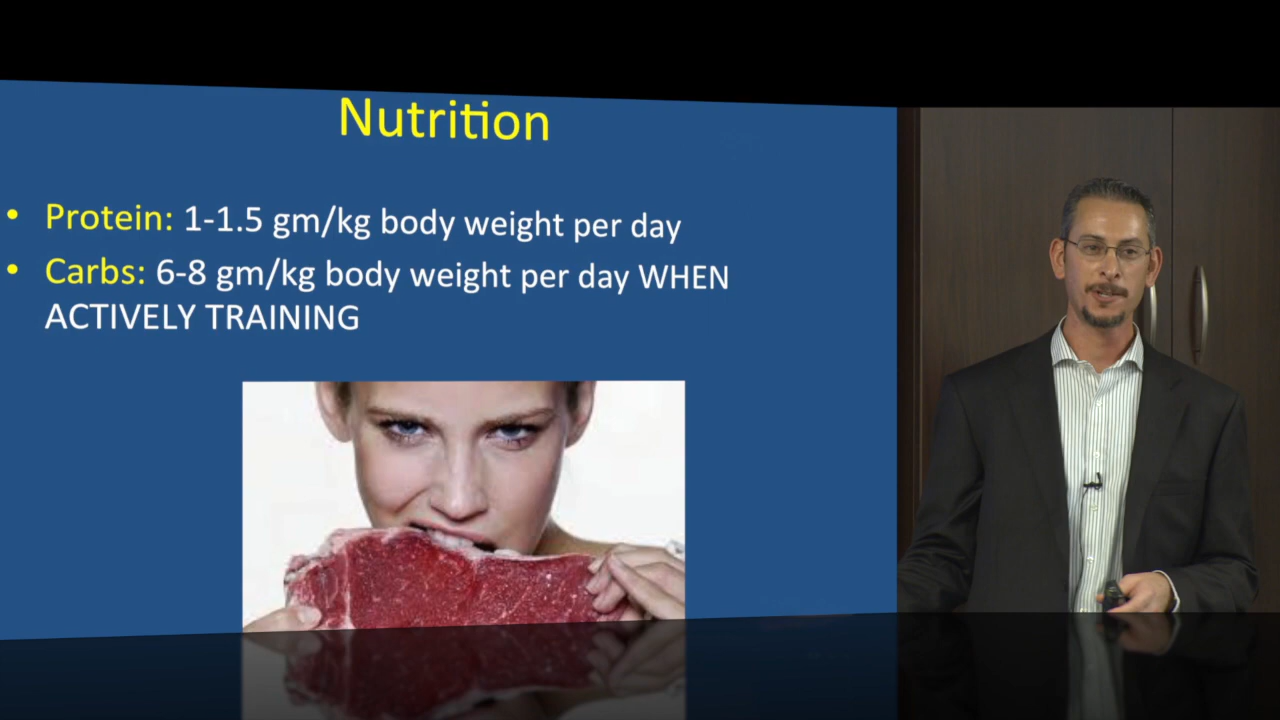 Nutrition
• Protein: 1-1.5 gm/kg body weight per day
• Carbs: 6-8 gm/kg body weight per day WHEN
ACTIVELY TRAINING